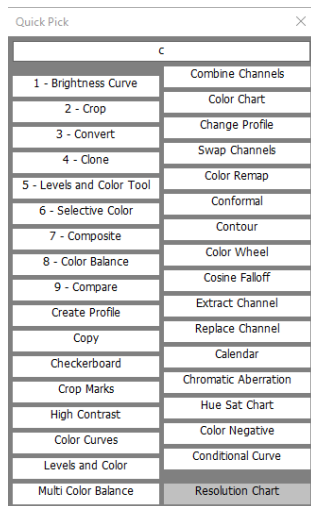 Quick Pick
c
1 - Brightness Curve
2 - Crop
3 - Convert
4 - Clone
5 - Levels and Color Tool
6 - Selective Color
7 - Composite
8 - Color Balance
9 - Compare
Create Profile
Copy
Checkerboard
Crop Marks
High Contrast
Color Curves
Levels and Color
Multi Color Balance
Combine Channels
Color Chart
Change Profile
Swap Channels
Color Remap
Conformal
Contour
Color Wheel
Cosine Falloff
Extract Channel
Replace Channel
Calendar
Chromatic Aberration
Hue Sat Chart
Color Negative
Conditional Curve
Resolution Chart